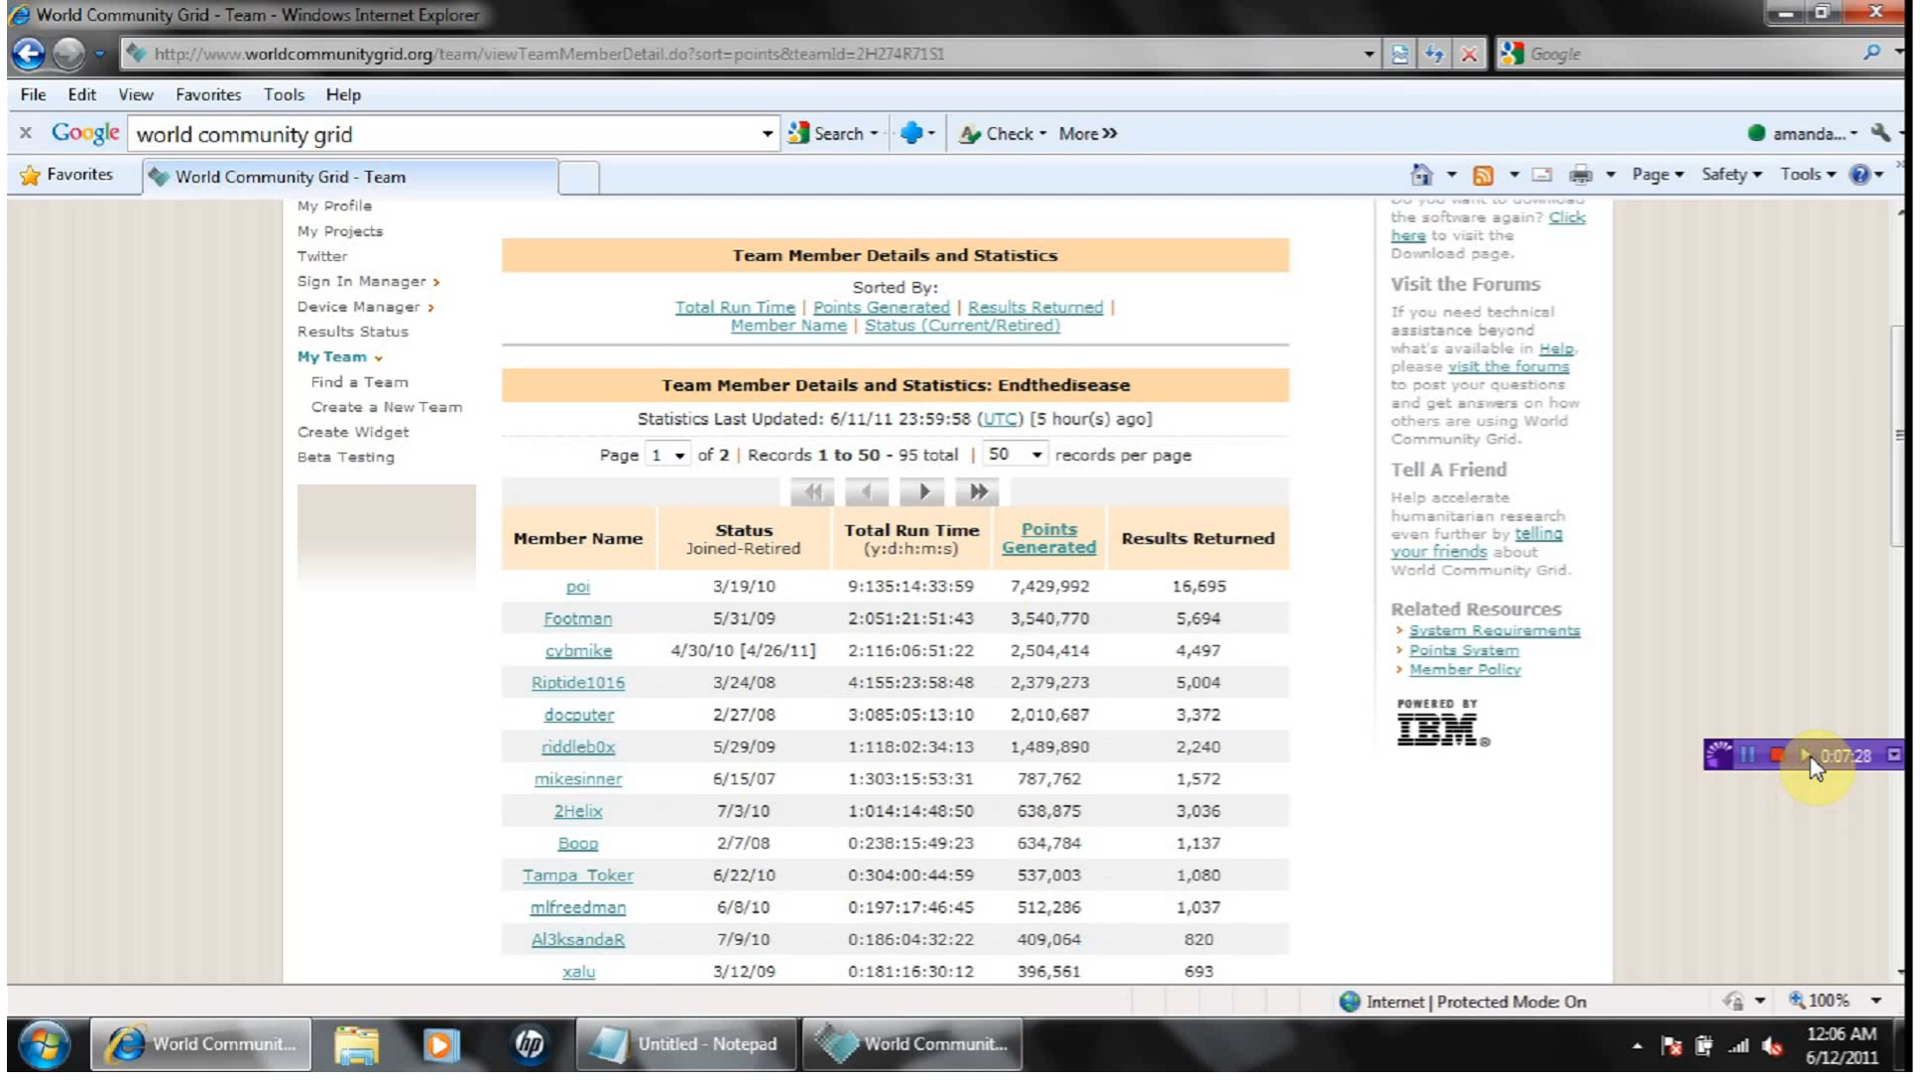 World Community Grid - Team - Windows Internet Explorer
http://www.worldcommunitygrid.org/team/viewTeamMemberDetail.do?sort=points&teamId=2H274R71S1
Google
File Edit View Favorites Tools Help
x Google world community grid Search Check More >> amanda...
Favorites World Community Grid - Team Page Safety Tools
My Profile
My Projects
Twitter
Sign In Manager
Device Manager
Results Status
My Team
Find a Team
Create a New Team
Create Widget
Beta Testing
Team Member Details and Statistics
Sorted By:
Total Run Time | Points Generated | Results Returned |
Member Name | Status (Current/Retired)
Team Member Details and Statistics: Endthedisease
Statistics Last Updated: 6/11/11 23:59:58 (UTC) [5 hour(s) ago]
Page 1 of 2 | Records 1 to 50 - 95 total | 50 records per page
Member Name Status Joined-Retired Total Run Time (y:d:h:m:s) Points Generated Results Returned
poi 3/19/10 9:135:14:33:59 7,429,992 16,695
Footman 5/31/09 2:051:21:51:43 3,540,770 5,694
cybmike 4/30/10 [4/26/11] 2:116:06:51:22 2,504,414 4,497
Riptide1016 3/24/08 4:155:23:58:48 2,379,273 5,004
docputer 2/27/08 3:085:05:13:10 2,010,687 3,372
riddleb0x 5/29/09 1:118:02:34:13 1,489,890 2,240
mikesinner 6/15/07 1:303:15:53:31 787,762 1,572
2Helix 7/3/10 1:014:14:48:50 638,875 3,036
Boop 2/7/08 0:238:15:49:23 634,784 1,137
Tampa_Toker 6/22/10 0:304:00:44:59 537,003 1,080
mlfreedman 6/8/10 0:197:17:46:45 512,286 1,037
Al3ksandaR 7/9/10 0:186:04:32:22 409,064 820
xalu 3/12/09 0:181:16:30:12 396,561 693
Do you want to download
the software again? Click
here to visit the
Download page.
Visit the Forums
If you need technical
assistance beyond
what's available in Help,
please visit the forums
to post your questions
and get answers on how
others are using World
Community Grid.
Tell A Friend
Help accelerate
humanitarian research
even further by telling
your friends about
World Community Grid.
Related Resources
System Requirements
Points System
Member Policy
POWERED BY
IBM®
0:07:28
Internet | Protected Mode: On 100%
World Communit... hp Untitled - Notepad World Communit...
12:06 AM
6/12/2011